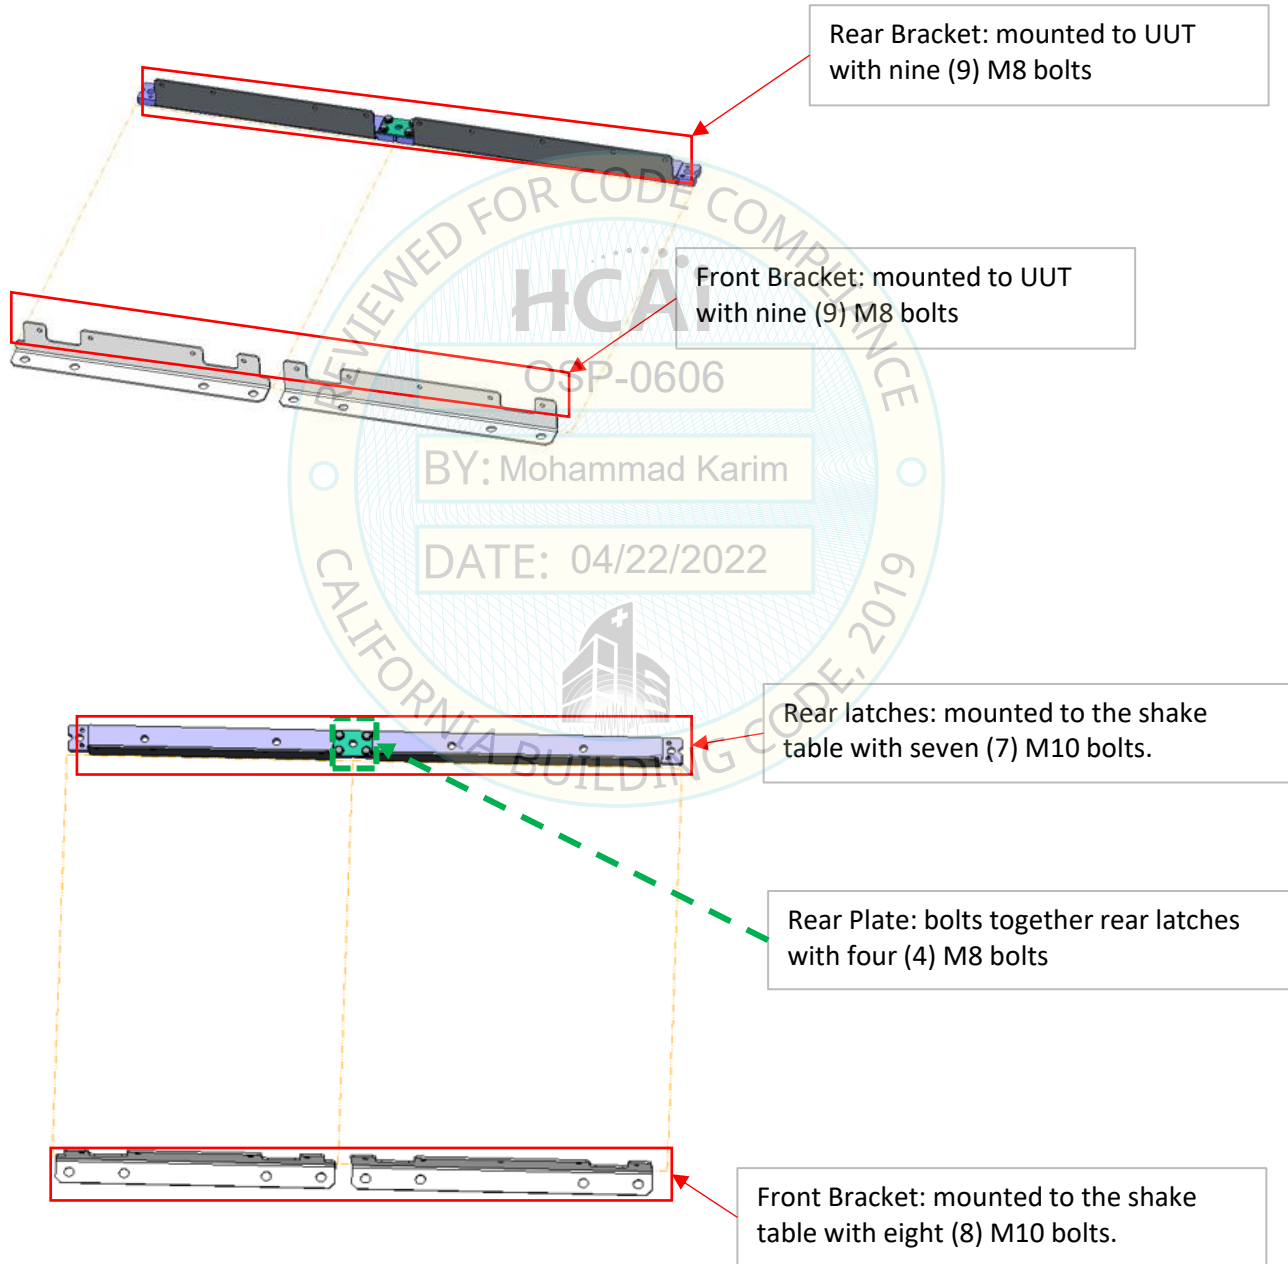 Rear Bracket: mounted to UUT
with nine (9) M8 bolts
Front Bracket: mounted to UUT
with nine (9) M8 bolts
REVIEWED FOR CODE COMPLIANCE
HCAi
OSP-0606
BY: Mohammad Karim
DATE: 04/22/2022
CALIFORNIA BUILDING CODE, 2019
Rear latches: mounted to the shake
table with seven (7) M10 bolts.
Rear Plate: bolts together rear latches
with four (4) M8 bolts
Front Bracket: mounted to the shake
table with eight (8) M10 bolts.